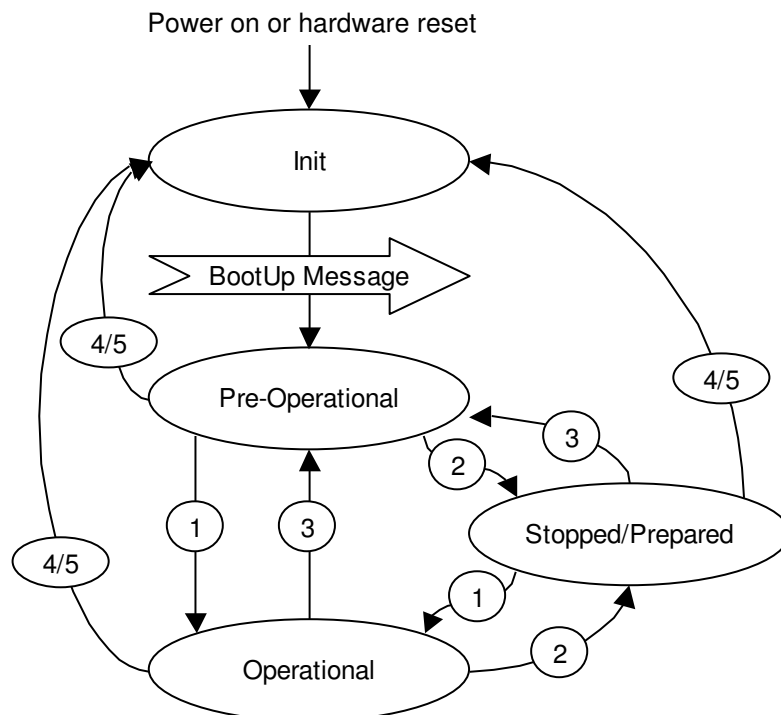 Power on or hardware reset
Init
BootUp Message
4/5
Pre-Operational
4/5
3
2
1
3
Stopped/Prepared
4/5
1
2
Operational